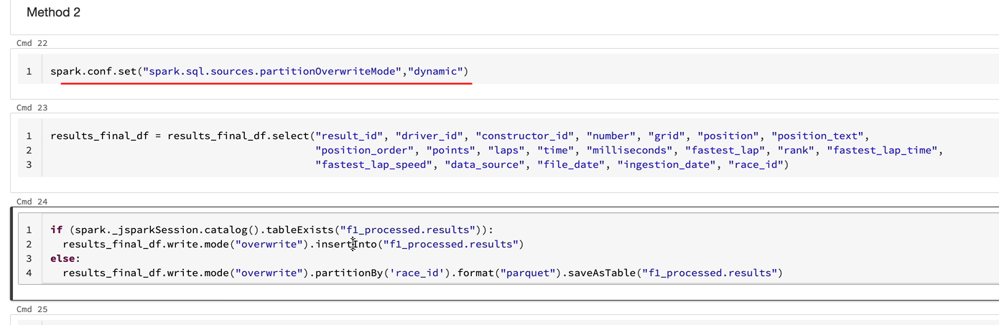 Method 2
Cmd 22
1 spark.conf.set("spark.sql.sources.partitionOverwriteMode","dynamic")
Cmd 23
1 results_final_df = results_final_df.select("result_id", "driver_id", "constructor_id", "number", "grid", "position", "position_text",
2 "position_order", "points", "laps", "time", "milliseconds", "fastest_lap", "rank", "fastest_lap_time",
3 "fastest_lap_speed", "data_source", "file_date", "ingestion_date", "race_id")
Cmd 24
1 if (spark._jsparkSession.catalog().tableExists("f1_processed.results")):
2 results_final_df.write.mode("overwrite").insertInto("f1_processed.results")
3 else:
4 results_final_df.write.mode("overwrite").partitionBy('race_id').format("parquet").saveAsTable("f1_processed.results")
Cmd 25